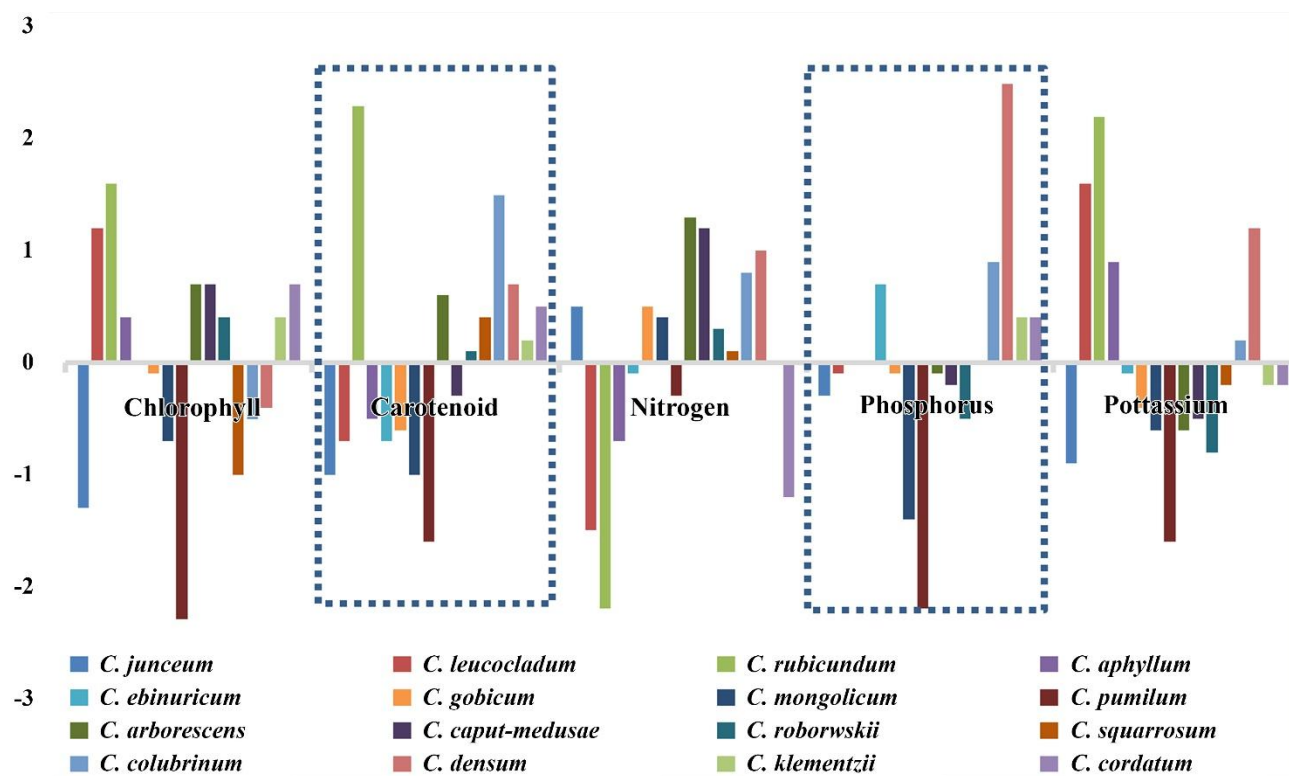 3
2
1
0
Chlorophyll Carotenoid Nitrogen Phosphorus Pottassium
-1
-2
C. junceum C. leucocladum C. rubicundum C. aphyllum
-3
C. ebinuricum C. gobicum C. mongolicum C. pumilum
C. arborescens C. caput-medusae C. roborwskii C. squarrosum
C. colubrinum C. densum C. klementzii C. cordatum